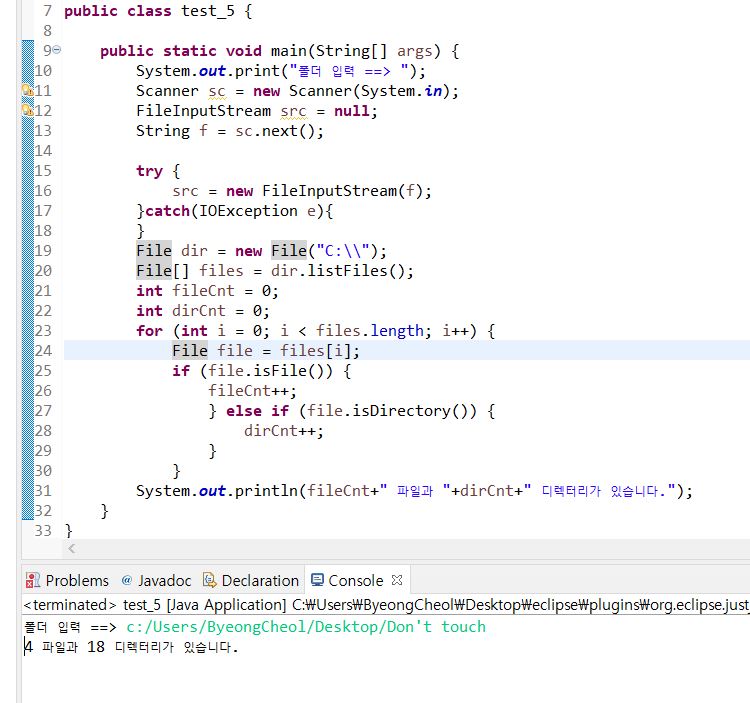 7 public class test_5 {
8
9 public static void main(String[] args) {
10 System.out.print("폴더 입력 ==> ");
11 Scanner sc = new Scanner(System.in);
12 FileInputStream src = null;
13 String f = sc.next();
14
15 try {
16 src = new FileInputStream(f);
17 }catch(IOException e){
18 }
19 File dir = new File("C:\\");
20 File[] files = dir.listFiles();
21 int fileCnt = 0;
22 int dirCnt = 0;
23 for (int i = 0; i < files.length; i++) {
24 File file = files[i];
25 if (file.isFile()) {
26 fileCnt++;
27 } else if (file.isDirectory()) {
28 dirCnt++;
29 }
30 }
31 System.out.println(fileCnt+" 파일과 "+dirCnt+" 디렉터리가 있습니다.");
32 }
33 }
Problems @ Javadoc Declaration Console
<terminated> test_5 [Java Application] C:₩Users₩ByeongCheol₩Desktop₩eclipse₩plugins₩org.eclipse.just
폴더 입력 ==> c:/Users/ByeongCheol/Desktop/Don't touch
4 파일과 18 디렉터리가 있습니다.